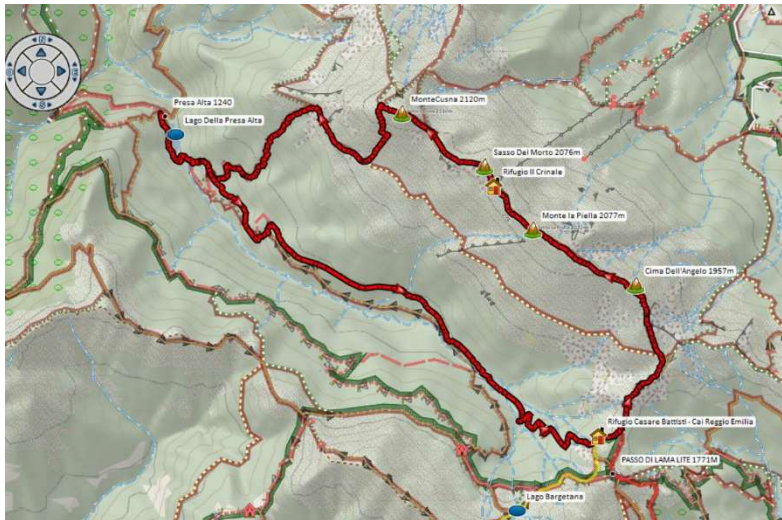 MonteCusna 2120m
Presa Alta 1240
Lago Della Presa Alta
Sasso Del Morto 2076m
Rifugio Il Crinale
Monte la Piella 2077m
Cima Dell'Angelo 1957m
Rifugio Cesare Battisti - Cai Reggio Emilia
PASSO DI LAMA LITE 1771M
Lago Bargetana